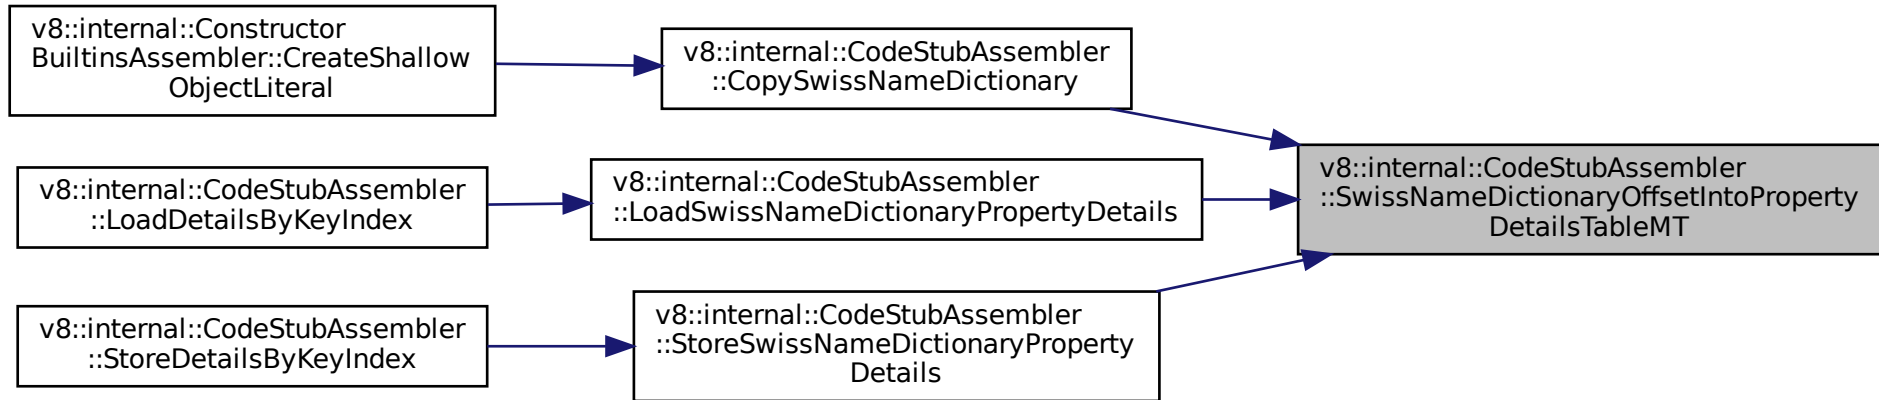 v8::internal::Constructor
BuiltinsAssembler::CreateShallow
ObjectLiteral
v8::internal::CodeStubAssembler
::CopySwissNameDictionary
v8::internal::CodeStubAssembler
::LoadDetailsByKeyIndex
v8::internal::CodeStubAssembler
::LoadSwissNameDictionaryPropertyDetails
v8::internal::CodeStubAssembler
::SwissNameDictionaryOffsetIntoProperty
DetailsTableMT
v8::internal::CodeStubAssembler
::StoreDetailsByKeyIndex
v8::internal::CodeStubAssembler
::StoreSwissNameDictionaryProperty
Details